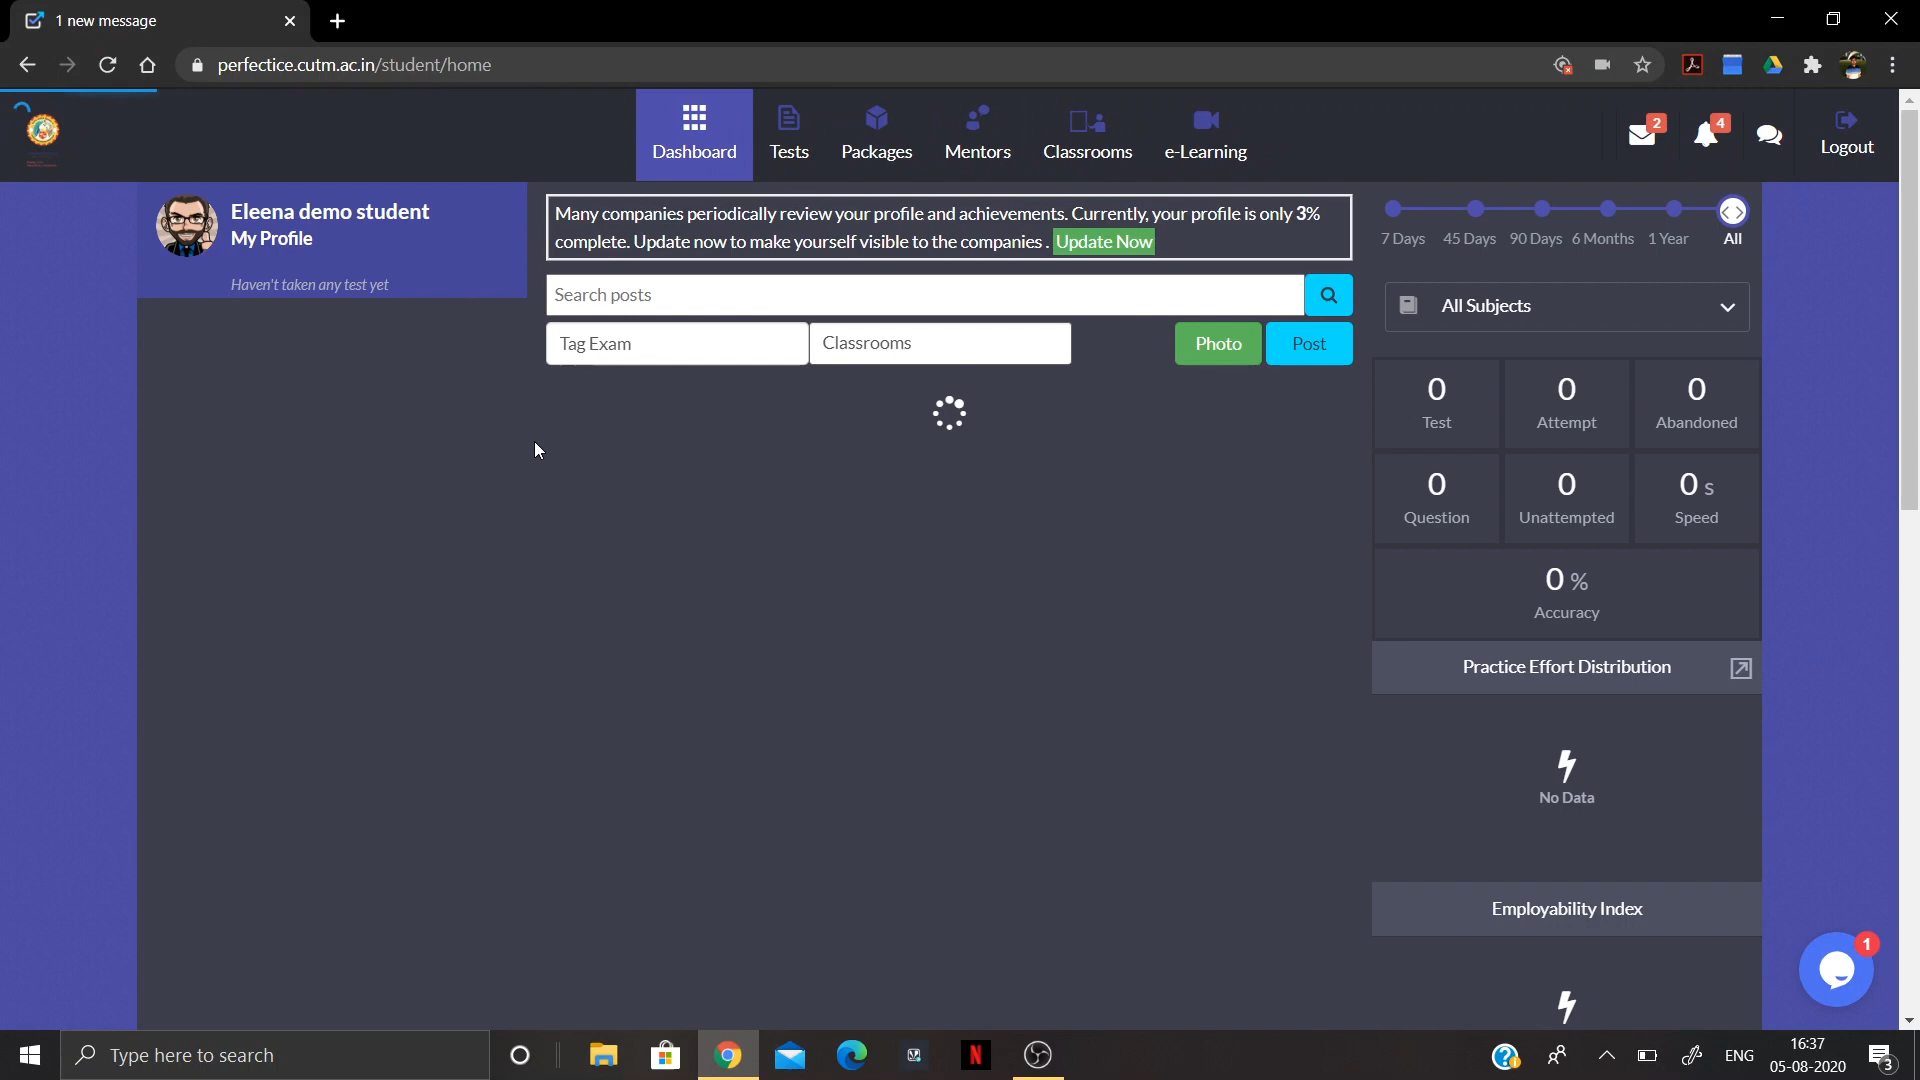 1 new message
perfectice.cutm.ac.in/student/home
Dashboard
Tests
Packages
Mentors
Classrooms
e-Learning
2
4
Logout
Eleena demo student
My Profile
Haven't taken any test yet
Many companies periodically review your profile and achievements. Currently, your profile is only 3%
complete. Update now to make yourself visible to the companies . Update Now
Search posts
Tag Exam
Classrooms
Photo
Post
7 Days 45 Days 90 Days 6 Months 1 Year All
All Subjects
0 0 0
Test Attempt Abandoned
0 0 0 s
Question Unattempted Speed
0 %
Accuracy
Practice Effort Distribution
No Data
Employability Index
1
Type here to search
N
ENG
16:37
05-08-2020
3